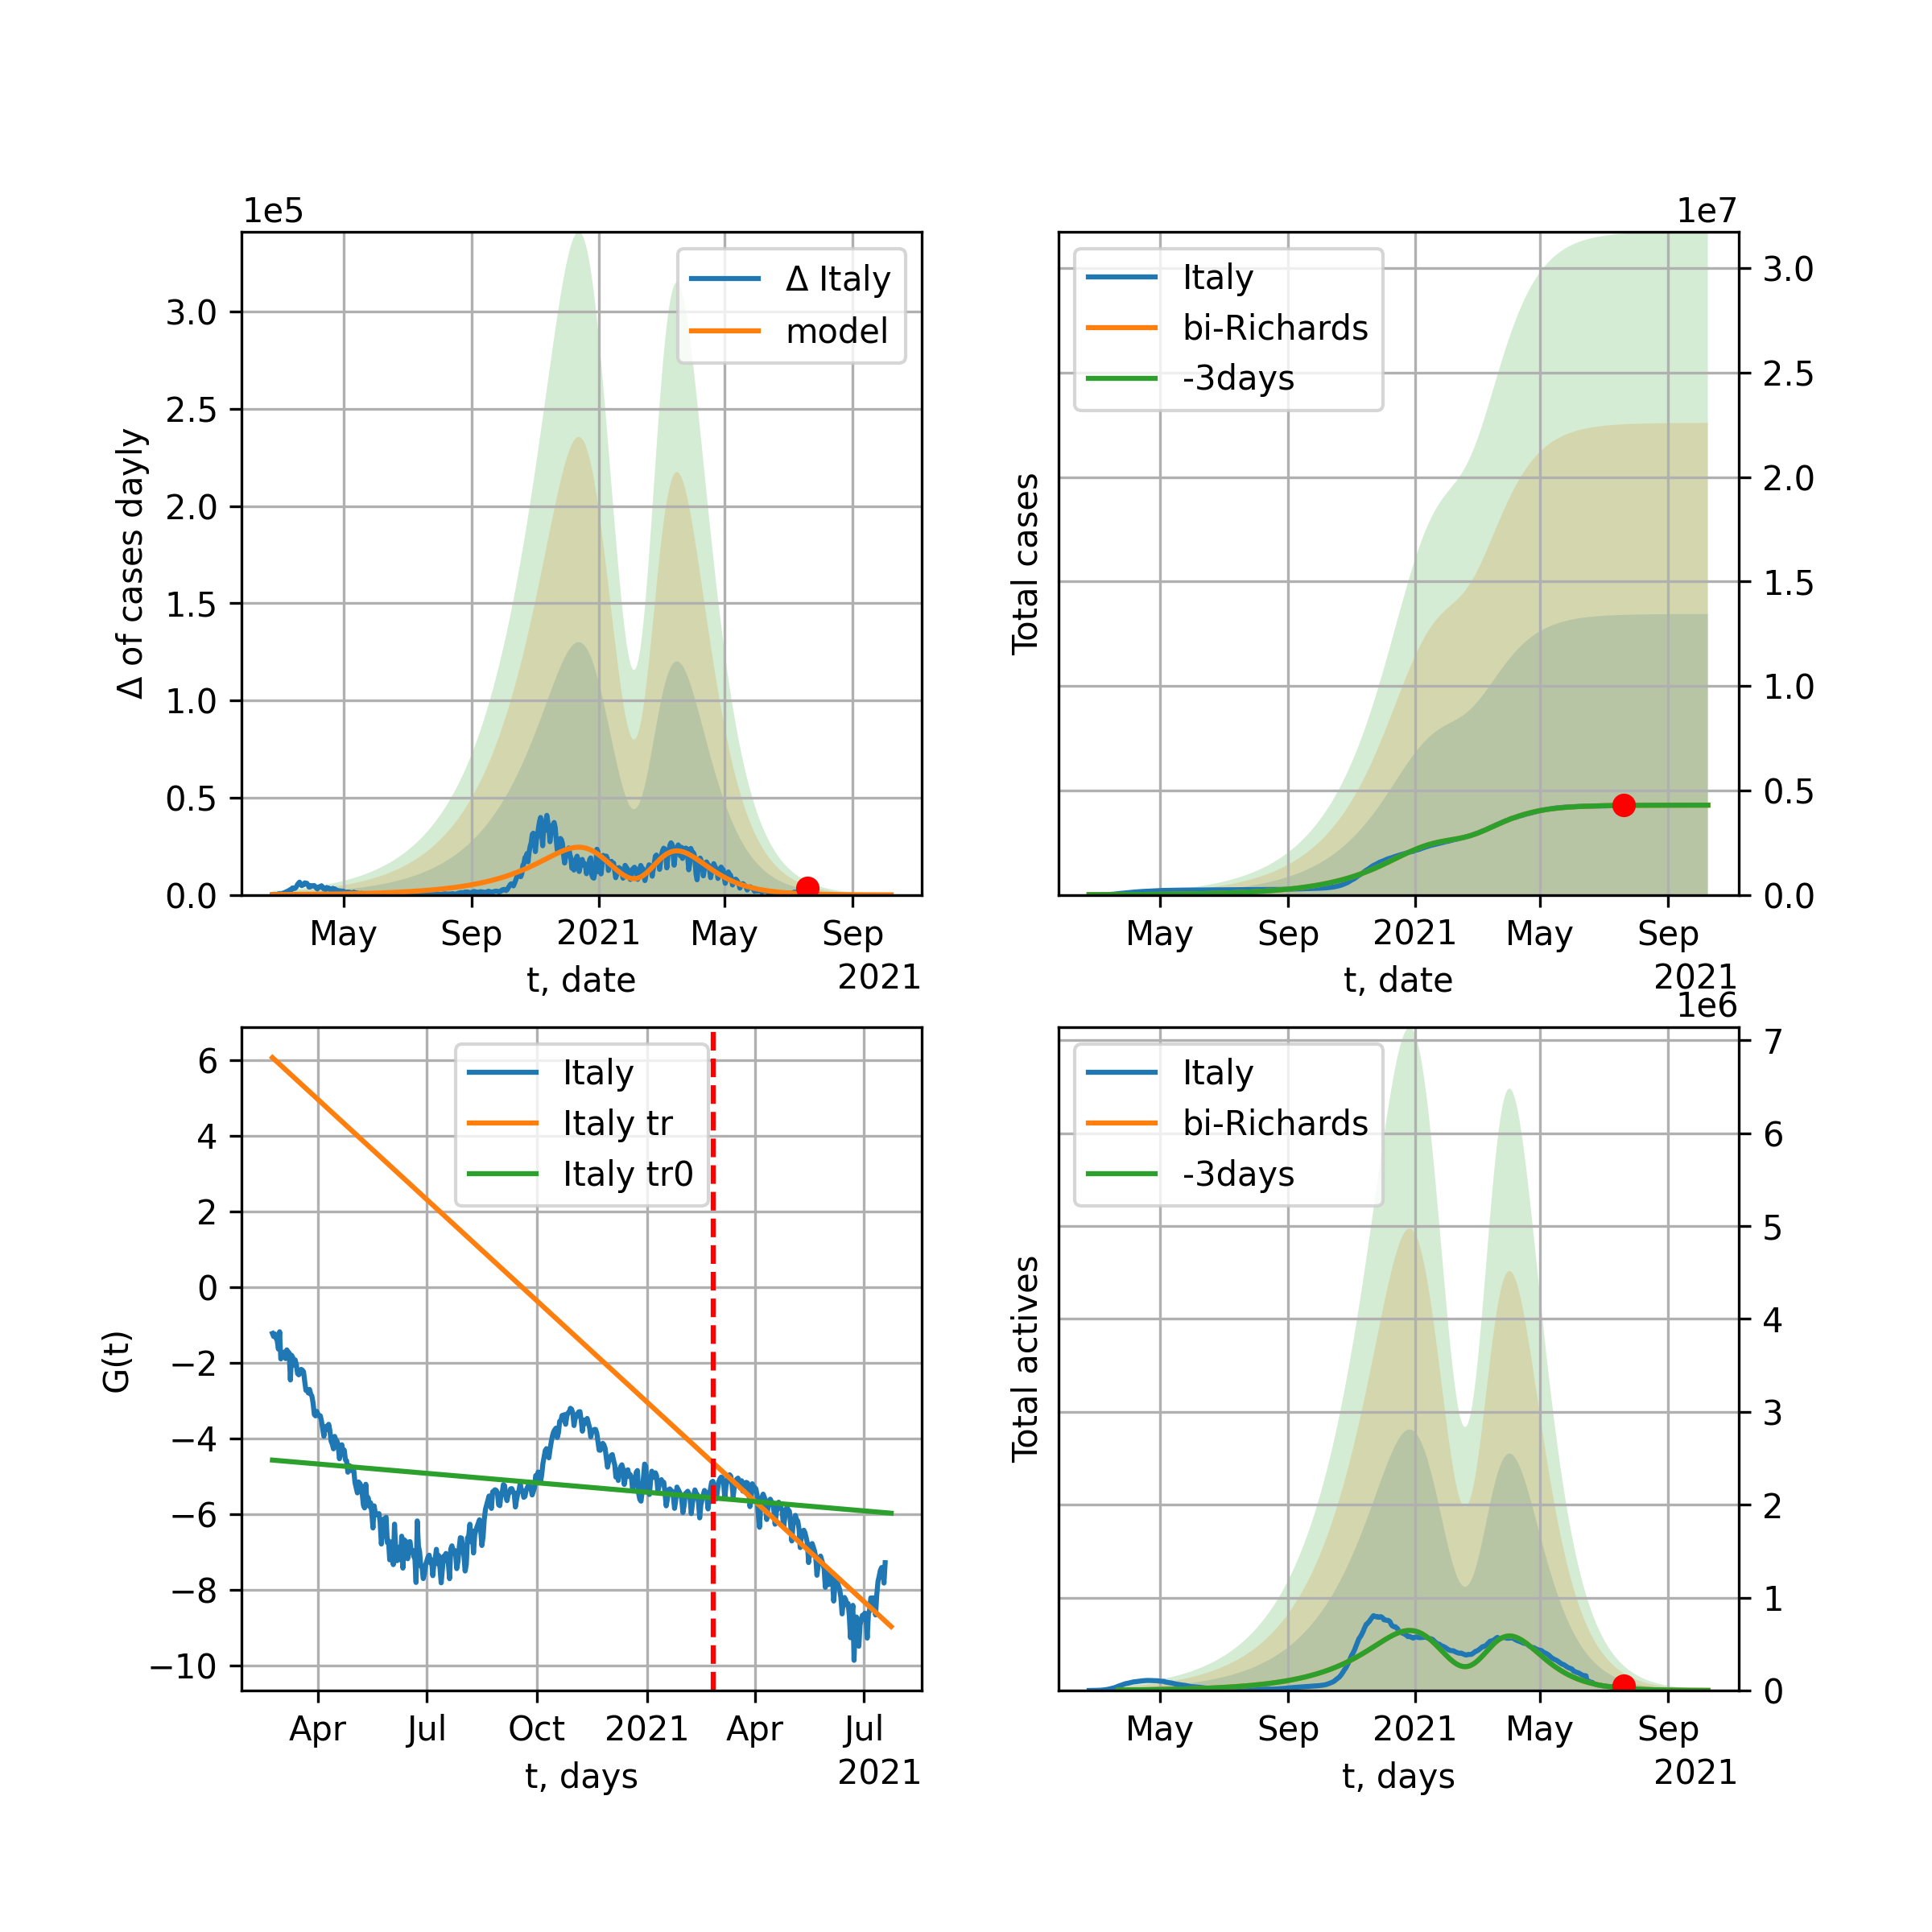 1e5
Δ of cases dayly
3.0
2.5
2.0
1.5
1.0
0.5
0.0
Δ Italy
model
May Sep 2021 May Sep
t, date
2021
1e7
Total cases
Italy
bi-Richards
-3days
3.0
2.5
2.0
1.5
1.0
0.5
0.0
May Sep 2021 May Sep
t, date
2021
G(t)
6
4
2
0
−2
−4
−6
−8
−10
Italy
Italy tr
Italy tr0
Apr Jul Oct 2021 Apr Jul
t, days
2021
1e6
Total actives
Italy
bi-Richards
-3days
7
6
5
4
3
2
1
0
May Sep 2021 May Sep
t, days
2021